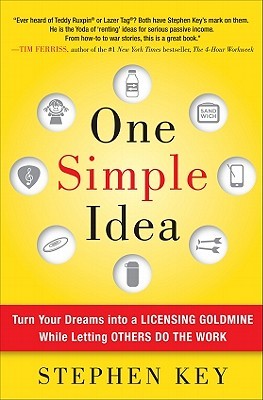 "Ever heard of Teddy Ruxpin® or Lazer Tag®? Both have Stephen Key's mark on them.
He is the Yoda of 'renting' ideas for serious passive income.
From how-to to war stories, this is a great book."
—TIM FERRISS, author of the #1 New York Times bestseller, The 4-Hour Workweek
SAND
WICH
One
Simple
Idea
Turn Your Dreams into a LICENSING GOLDMINE
While Letting OTHERS DO THE WORK
STEPHEN KEY